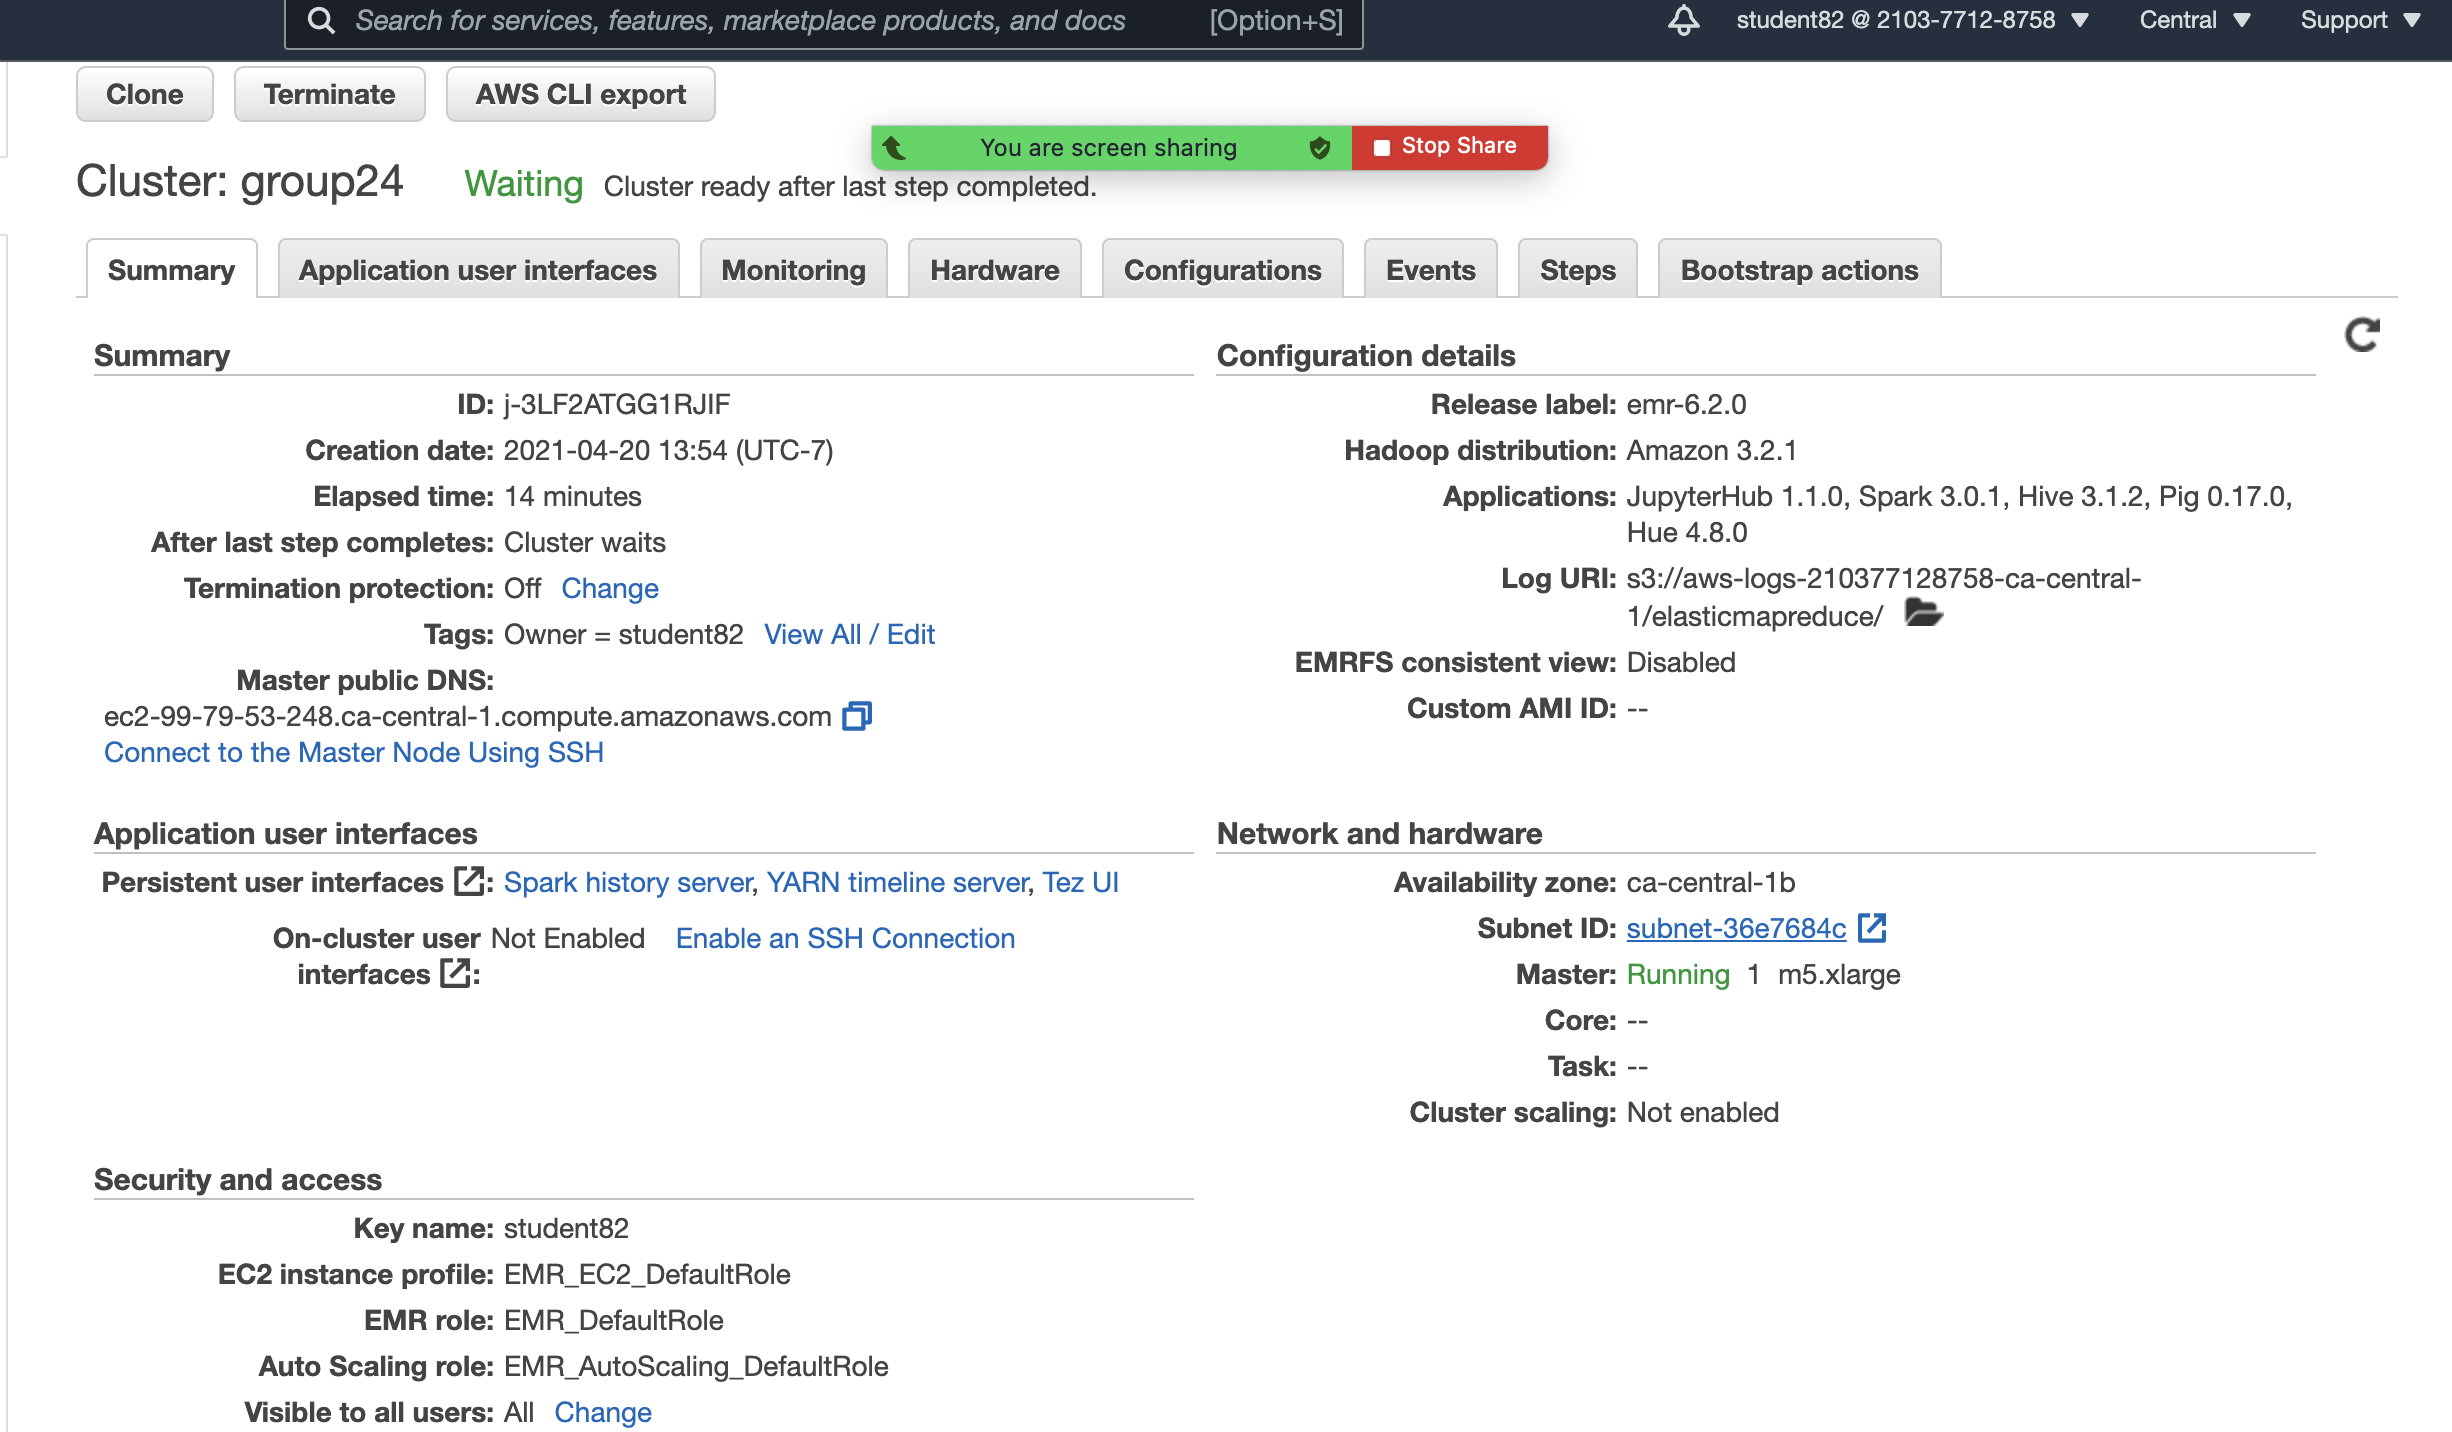 Search for services, features, marketplace products, and docs [Option+S] student82 @ 2103-7712-8758 Central Support
Clone Terminate AWS CLI export
You are screen sharing Stop Share
Cluster: group24 Waiting Cluster ready after last step completed.
Summary Application user interfaces Monitoring Hardware Configurations Events Steps Bootstrap actions
Summary
ID: j-3LF2ATGG1RJIF
Creation date: 2021-04-20 13:54 (UTC-7)
Elapsed time: 14 minutes
After last step completes: Cluster waits
Termination protection: Off Change
Tags: Owner = student82 View All / Edit
Master public DNS:
ec2-99-79-53-248.ca-central-1.compute.amazonaws.com
Connect to the Master Node Using SSH
Configuration details
Release label: emr-6.2.0
Hadoop distribution: Amazon 3.2.1
Applications: JupyterHub 1.1.0, Spark 3.0.1, Hive 3.1.2, Pig 0.17.0,
Hue 4.8.0
Log URI: s3://aws-logs-210377128758-ca-central-
1/elasticmapreduce/
EMRFS consistent view: Disabled
Custom AMI ID: --
Application user interfaces
Persistent user interfaces : Spark history server, YARN timeline server, Tez UI
On-cluster user Not Enabled Enable an SSH Connection
interfaces :
Network and hardware
Availability zone: ca-central-1b
Subnet ID: subnet-36e7684c
Master: Running 1 m5.xlarge
Core: --
Task: --
Cluster scaling: Not enabled
Security and access
Key name: student82
EC2 instance profile: EMR_EC2_DefaultRole
EMR role: EMR_DefaultRole
Auto Scaling role: EMR_AutoScaling_DefaultRole
Visible to all users: All Change